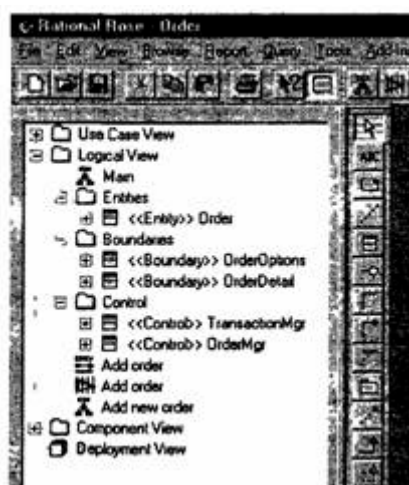 Rational Rose - Order
File Edit View Browse Report Query Tools Add-Ins
ABC
Use Case View
Logical View
Main
Entities
<<Entity>> Order
Boundaries
<<Boundary>> OrderOptions
<<Boundary>> OrderDetail
Control
<<Control>> TransactionMgr
<<Control>> OrderMgr
Add order
Add order
Add new order
Component View
Deployment View